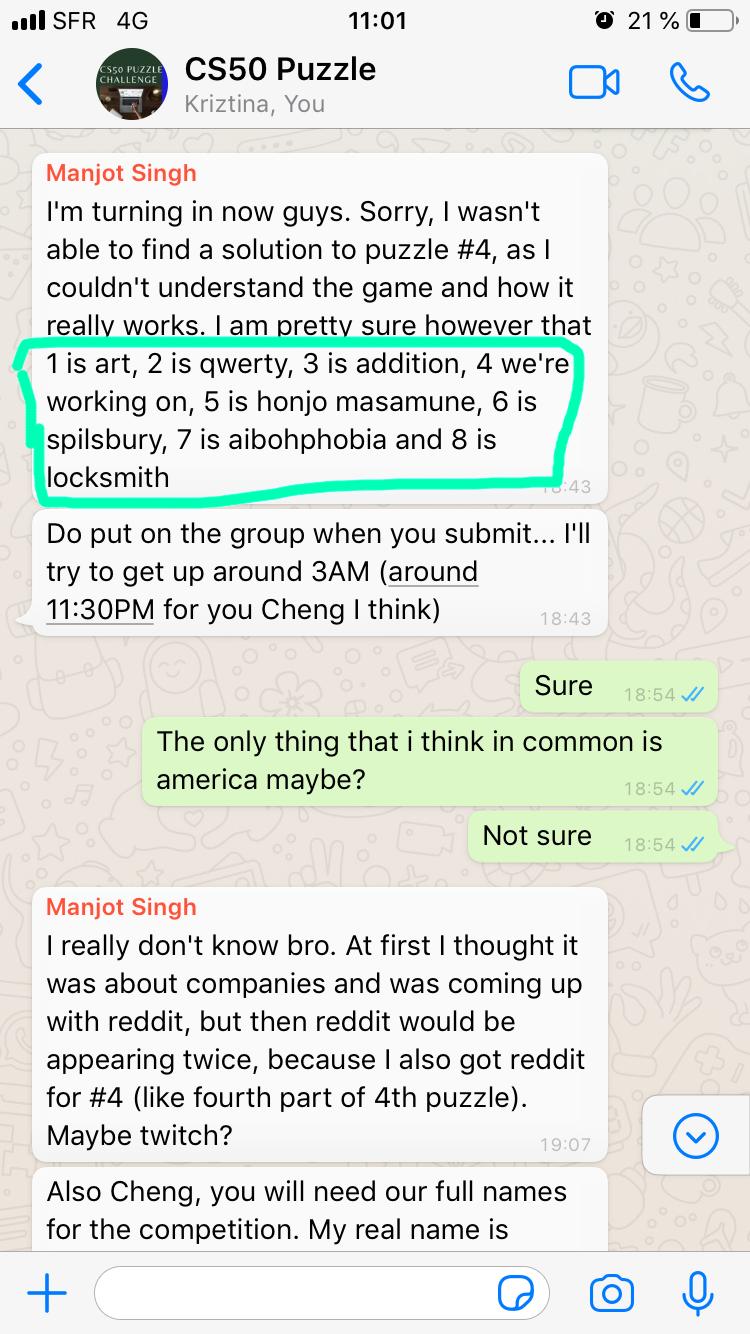 SFR 4G 11:01 21 %
CS50 PUZZLE
CHALLENGE
CS50 Puzzle
Kriztina, You
Manjot Singh
I'm turning in now guys. Sorry, I wasn't
able to find a solution to puzzle #4, as I
couldn't understand the game and how it
really works. I am pretty sure however that
1 is art, 2 is qwerty, 3 is addition, 4 we're
working on, 5 is honjo masamune, 6 is
spilsbury, 7 is aibohphobia and 8 is
locksmith
18:43
Do put on the group when you submit... I'll
try to get up around 3AM (around
11:30PM for you Cheng I think)
18:43
Sure 18:54
The only thing that i think in common is
america maybe?
18:54
Not sure 18:54
Manjot Singh
I really don't know bro. At first I thought it
was about companies and was coming up
with reddit, but then reddit would be
appearing twice, because I also got reddit
for #4 (like fourth part of 4th puzzle).
Maybe twitch?
19:07
Also Cheng, you will need our full names
for the competition. My real name is